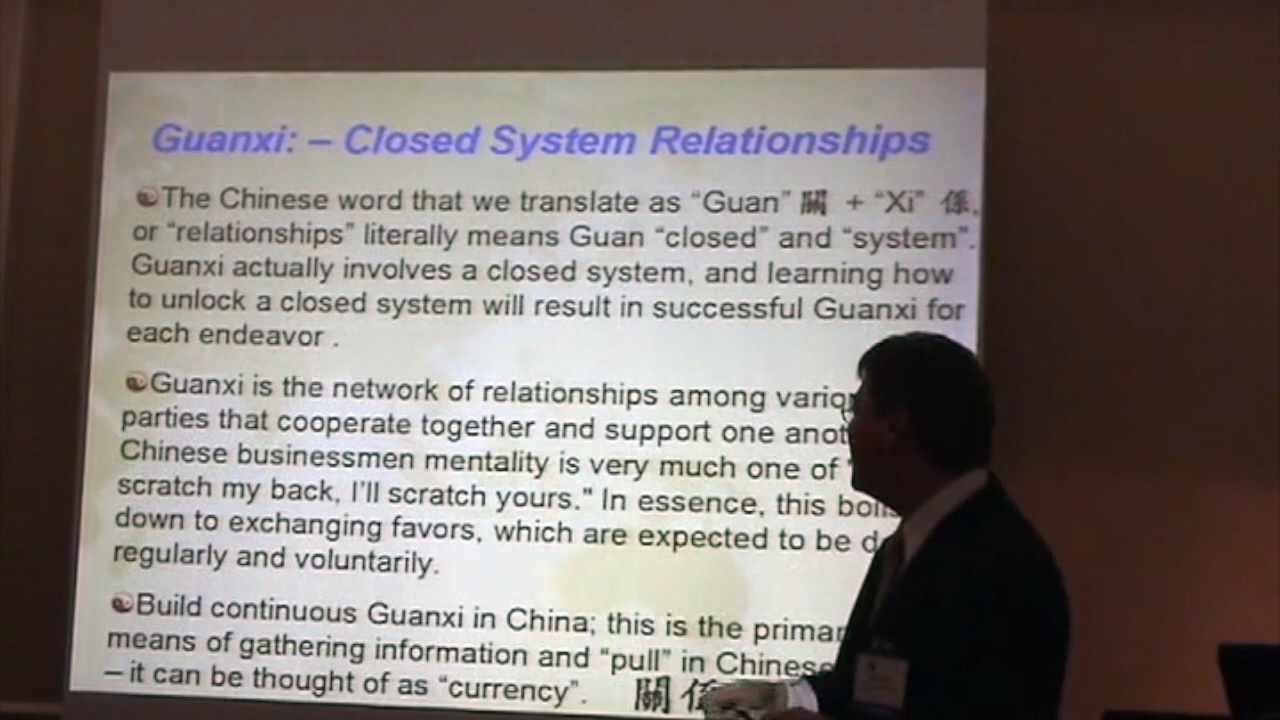 Guanxi: – Closed System Relationships
The Chinese word that we translate as “Guan” 關 + “Xi” 係,
or “relationships” literally means Guan “closed” and “system”.
Guanxi actually involves a closed system, and learning how
to unlock a closed system will result in successful Guanxi for
each endeavor .
Guanxi is the network of relationships among
parties that cooperate together and support one
Chinese businessmen mentality is very much one of
scratch my back, I’ll scratch yours." In essence, this
down to exchanging favors, which are expected to be
regularly and voluntarily.
Build continuous Guanxi in China; this is the
means of gathering information and “pull” in Chinese
– it can be thought of as “currency”. 關係